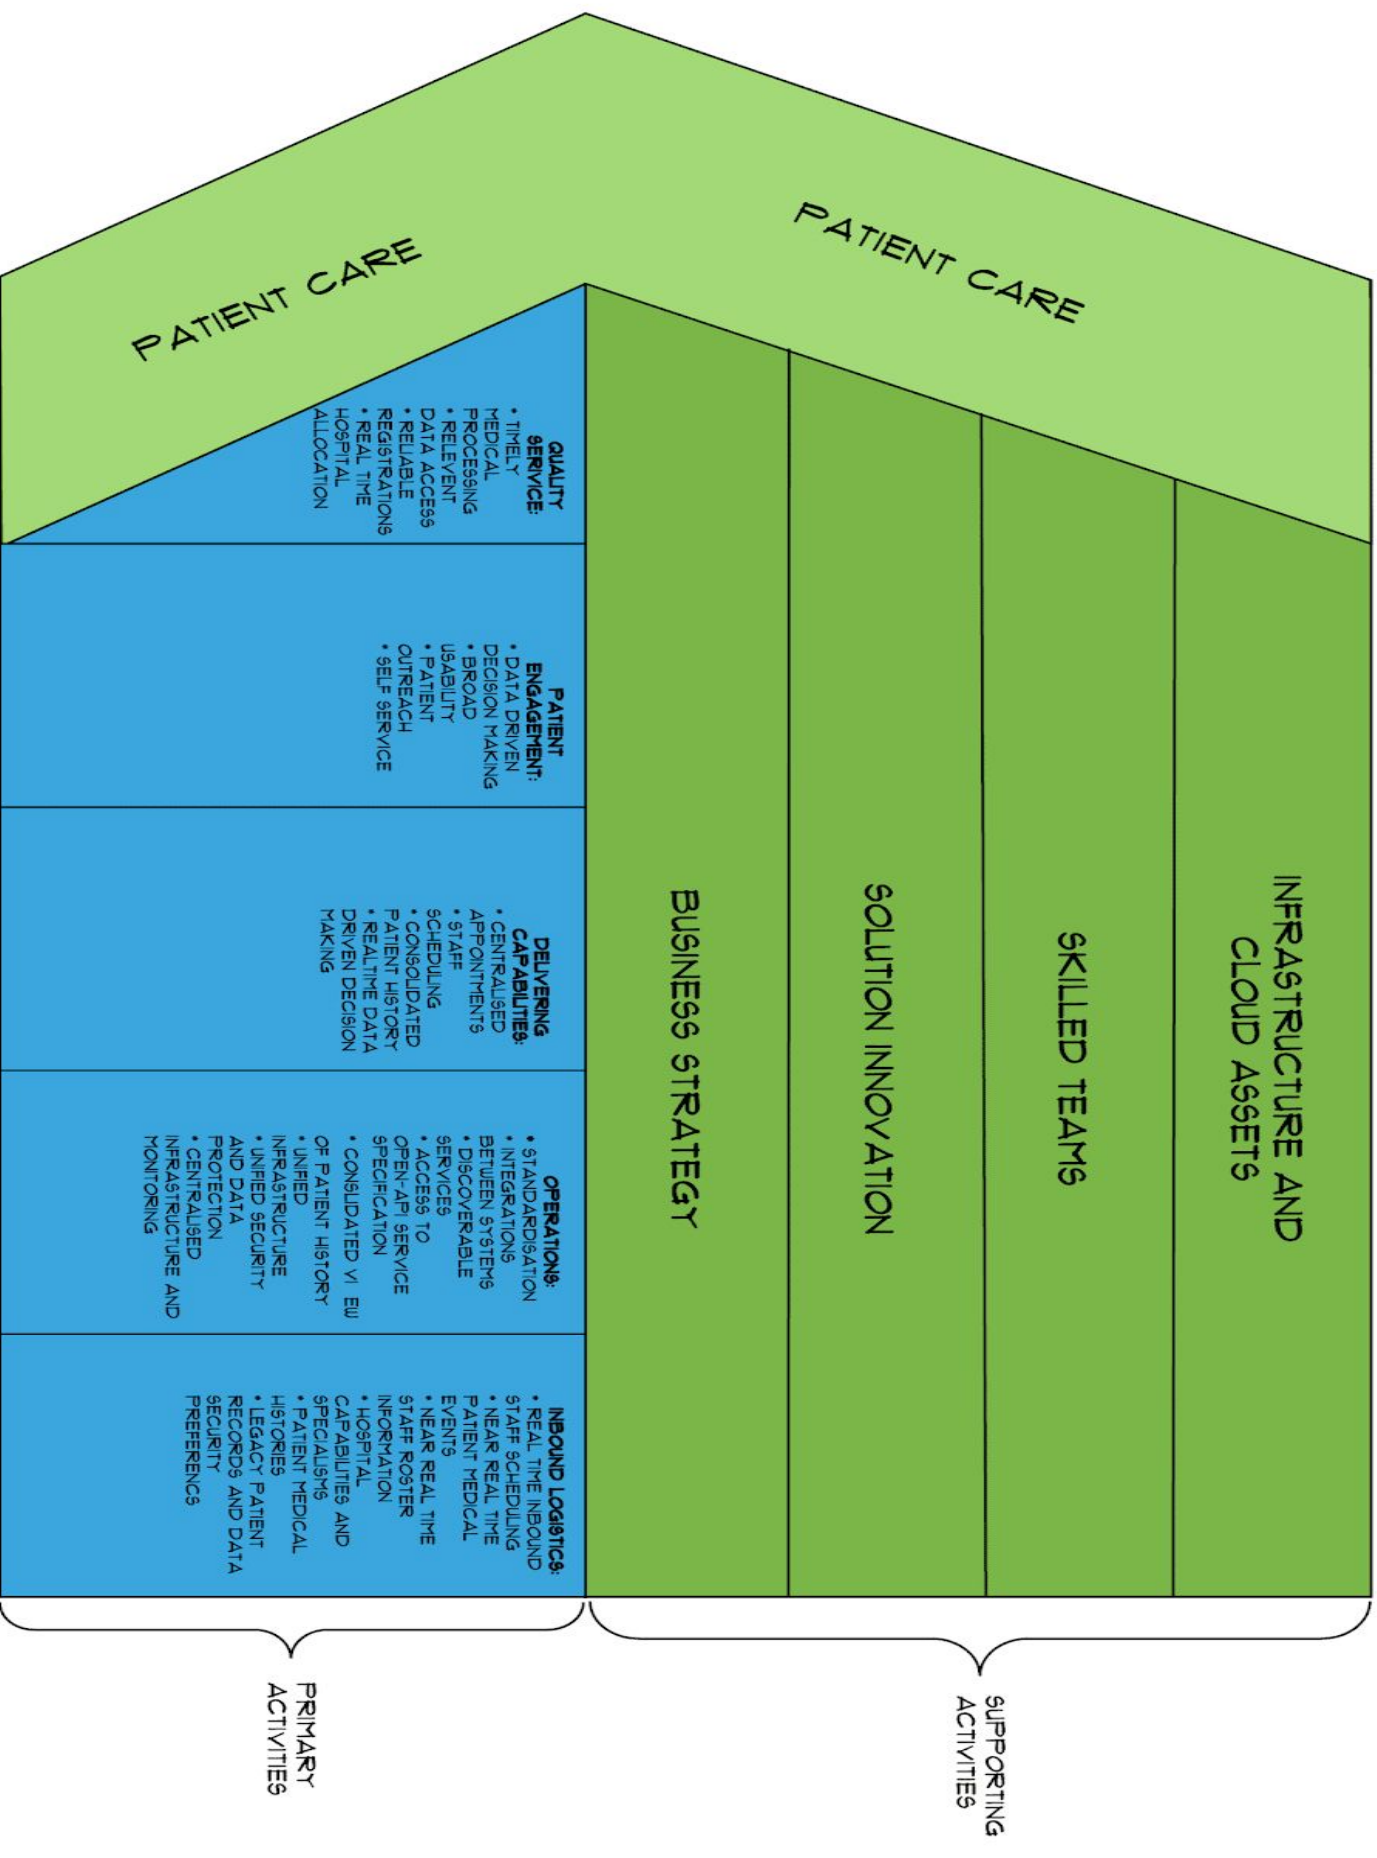 INFRASTRUCTURE AND
CLOUD ASSETS
SKILLED TEAMS
SOLUTION INNOVATION
BUSINESS STRATEGY
SUPPORTING
ACTIVITIES
PATIENT CARE
PATIENT CARE
QUALITY
SERIVICE:
• TIMELY
MEDICAL
PROCESSING
• RELEVENT
DATA ACCESS
• RELIABLE
REGISTRATIONS
• REAL TIME
HOSPITAL
ALLOCATION
PATIENT
ENGAGEMENT:
• DATA DRIVEN
DECISION MAKING
• BROAD
USABILITY
• PATIENT
OUTREACH
• SELF SERVICE
DELIVERING
CAPABILITIES:
• CENTRALISED
APPOINTMENTS
• STAFF
SCHEDULING
• CONSOLIDATED
PATIENT HISTORY
• REALTIME DATA
DRIVEN DECISION
MAKING
OPERATIONS:
• STANDARDISATION
• INTEGRATIONS
BETWEEN SYSTEMS
• DISCOVERABLE
SERVICES
• ACCESS TO
OPEN-API SERVICE
SPECIFICATION
• CONSLIDATED VI EW
OF PATIENT HISTORY
• UNIFIED
INFRASTRUCTURE
• UNIFIED SECURITY
AND DATA
PROTECTION
• CENTRALISED
INFRASTRUCTURE AND
MONITORING
INBOUND LOGISTICS:
• REAL TIME INBOUND
STAFF SCHEDULING
• NEAR REAL TIME
PATIENT MEDICAL
EVENTS
• NEAR REAL TIME
STAFF ROSTER
INFORMATION
• HOSPITAL
CAPABILITIES AND
SPECIALISMS
• PATIENT MEDICAL
HISTORIES
• LEGACY PATIENT
RECORDS AND DATA
SECURITY
PREFERENCS
PRIMARY
ACTIVITIES